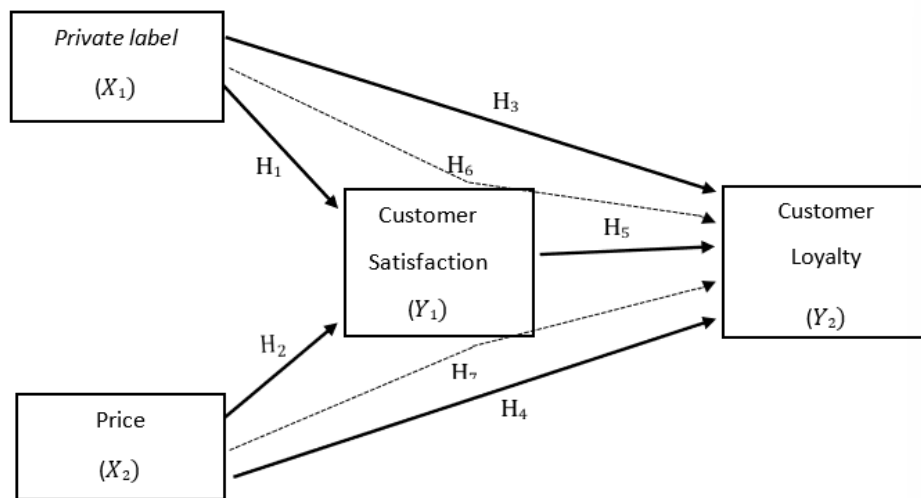 Private label
(X₁)
H₃
H₆
H₁
Customer
Satisfaction
(Y₁)
H₅
Customer
Loyalty
(Y₂)
H₂
H₇
H₄
Price
(X₂)